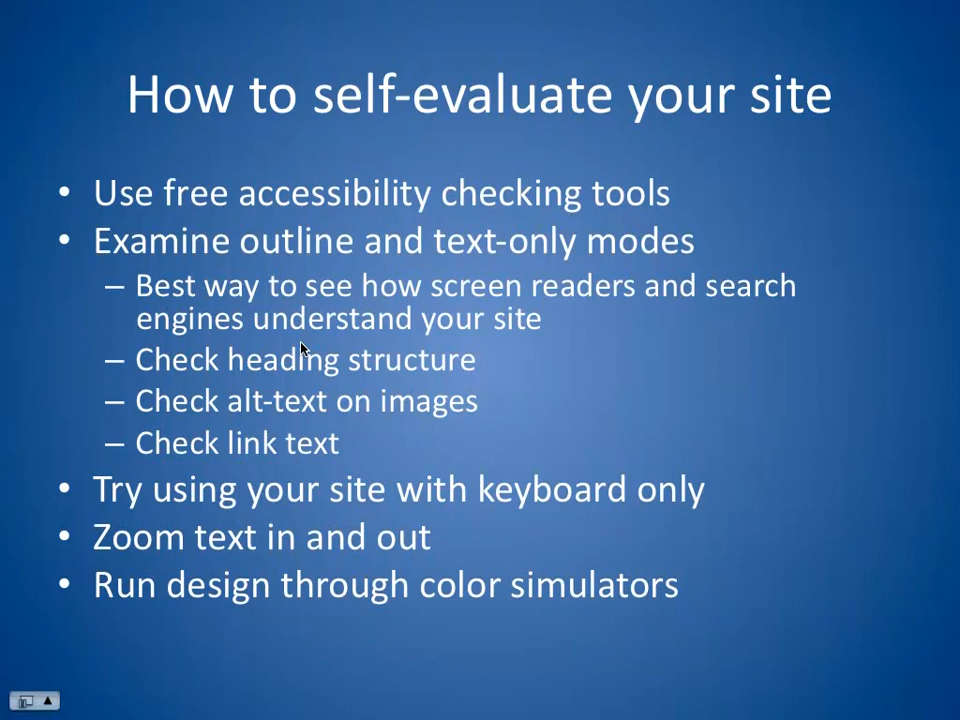 How to self-evaluate your site
• Use free accessibility checking tools
• Examine outline and text-only modes
– Best way to see how screen readers and search
engines understand your site
– Check heading structure
– Check alt-text on images
– Check link text
• Try using your site with keyboard only
• Zoom text in and out
• Run design through color simulators